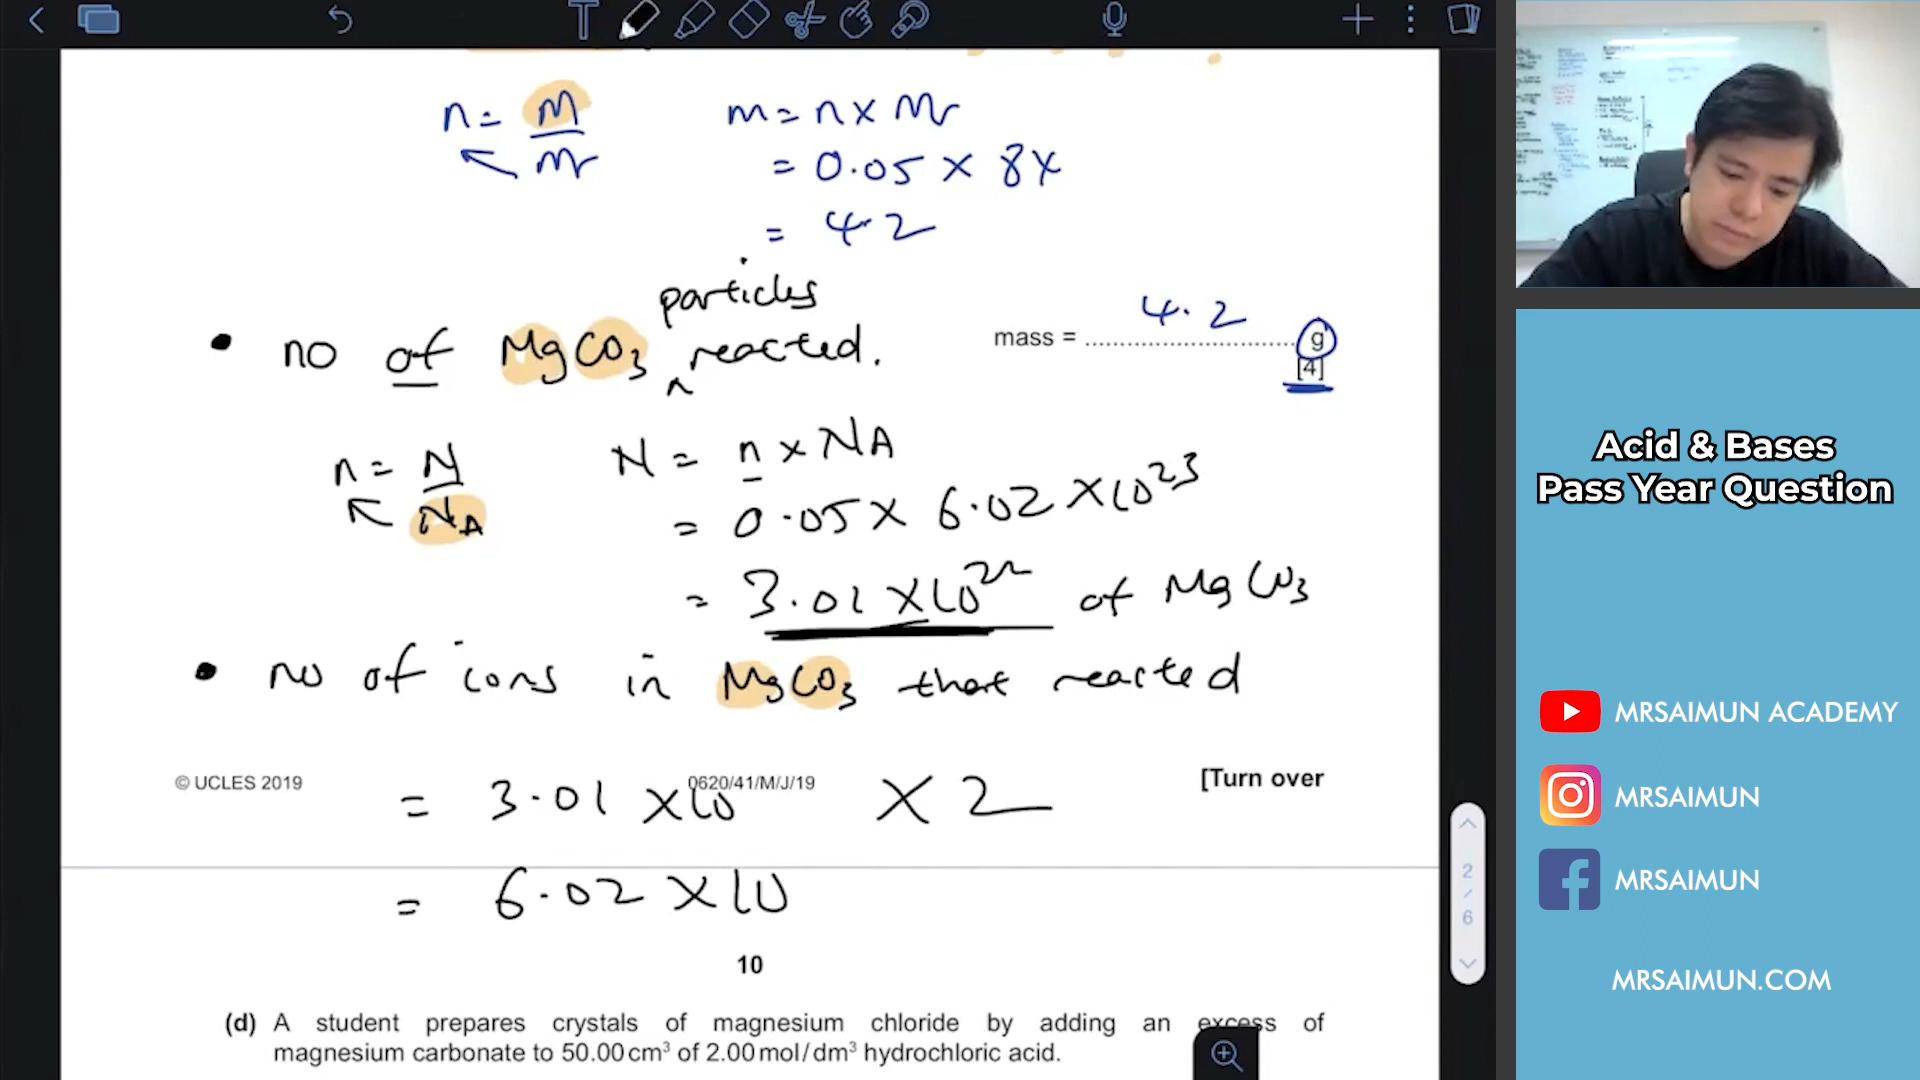 n = m/Mr
m = n x Mr
= 0.05 x 84
= 4.2
mass = 4.2 g
[4]
• no of MgCO3 particles reacted.
n = N/NA
N = n x NA
= 0.05 x 6.02 x 10²³
= 3.01 x 10²² of MgCO3
• no of ions in MgCO3 that reacted
© UCLES 2019
0620/41/M/J/19
[Turn over
= 3.01 x 10 x 2
= 6.02 x 10
10
(d) A student prepares crystals of magnesium chloride by adding an excess of
magnesium carbonate to 50.00 cm³ of 2.00 mol/dm³ hydrochloric acid.
2
/
6
Acid & Bases
Pass Year Question
MRSAIMUN ACADEMY
MRSAIMUN
MRSAIMUN
MRSAIMUN.COM